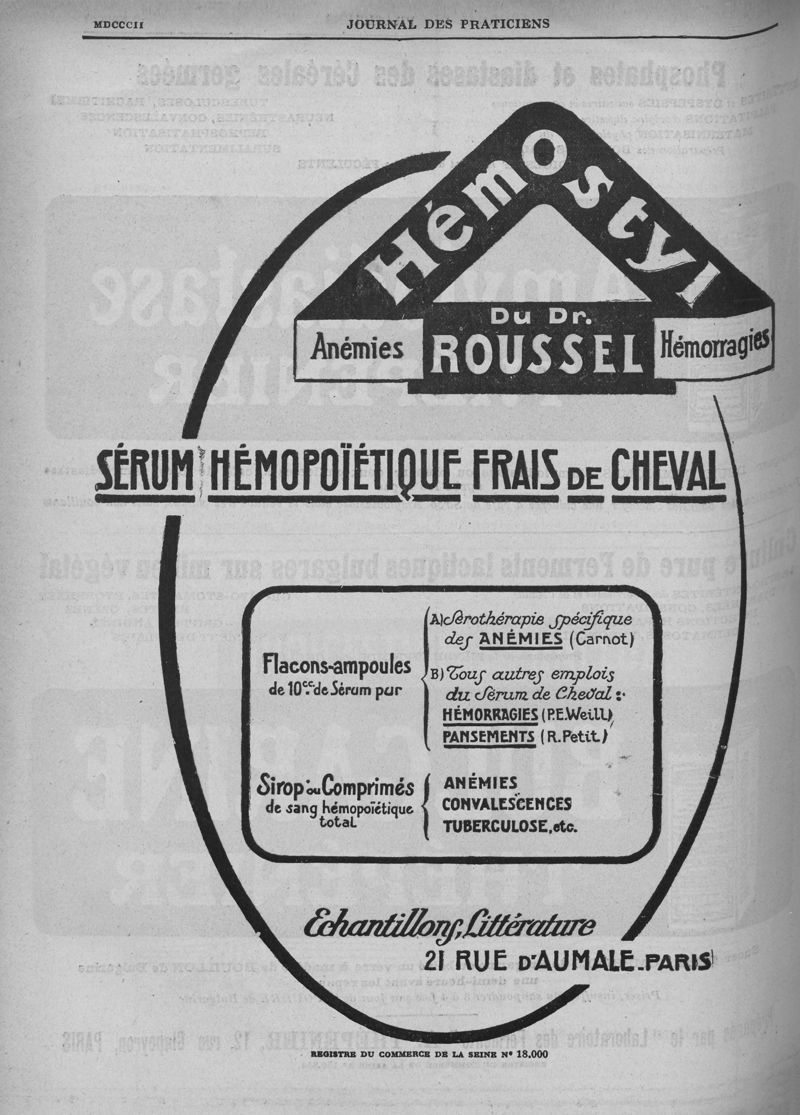 MDCCCII
JOURNAL DES PRATICIENS
Hémostyl
Du Dr.
Anémies
ROUSSEL
Hémorragies
SÉRUM HÉMOPOÏÉTIQUE FRAIS DE CHEVAL
Flacons-ampoules
de 10cc de Sérum pur
A) Sérothérapie spécifique
des ANÉMIES (Carnot)
B) Tous autres emplois
du Sérum de Cheval :
HÉMORRAGIES (P.E. Weill)
PANSEMENTS (R. Petit)
Sirop ou Comprimés
de sang hémopoïétique
total
ANÉMIES
CONVALESCENCES
TUBERCULOSE, etc.
Echantillons, Littérature
21 RUE D'AUMALE_PARIS
REGISTRE DU COMMERCE DE LA SEINE N° 18.000